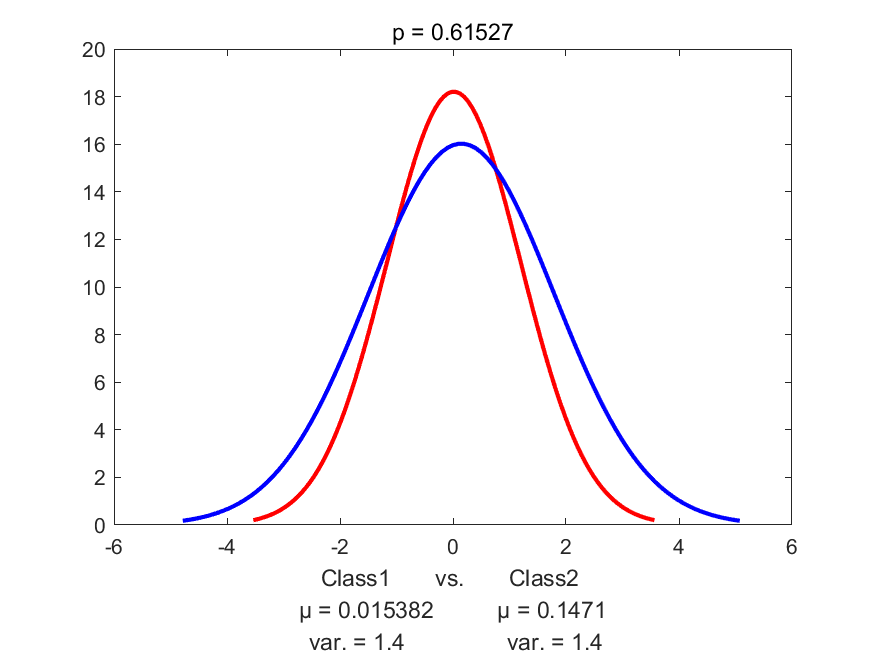 p = 0.61527
20
18
16
14
12
10
8
6
4
2
0
-6 -4 -2 0 2 4 6
Class1 vs. Class2
μ = 0.015382 μ = 0.1471
var. = 1.4 var. = 1.4